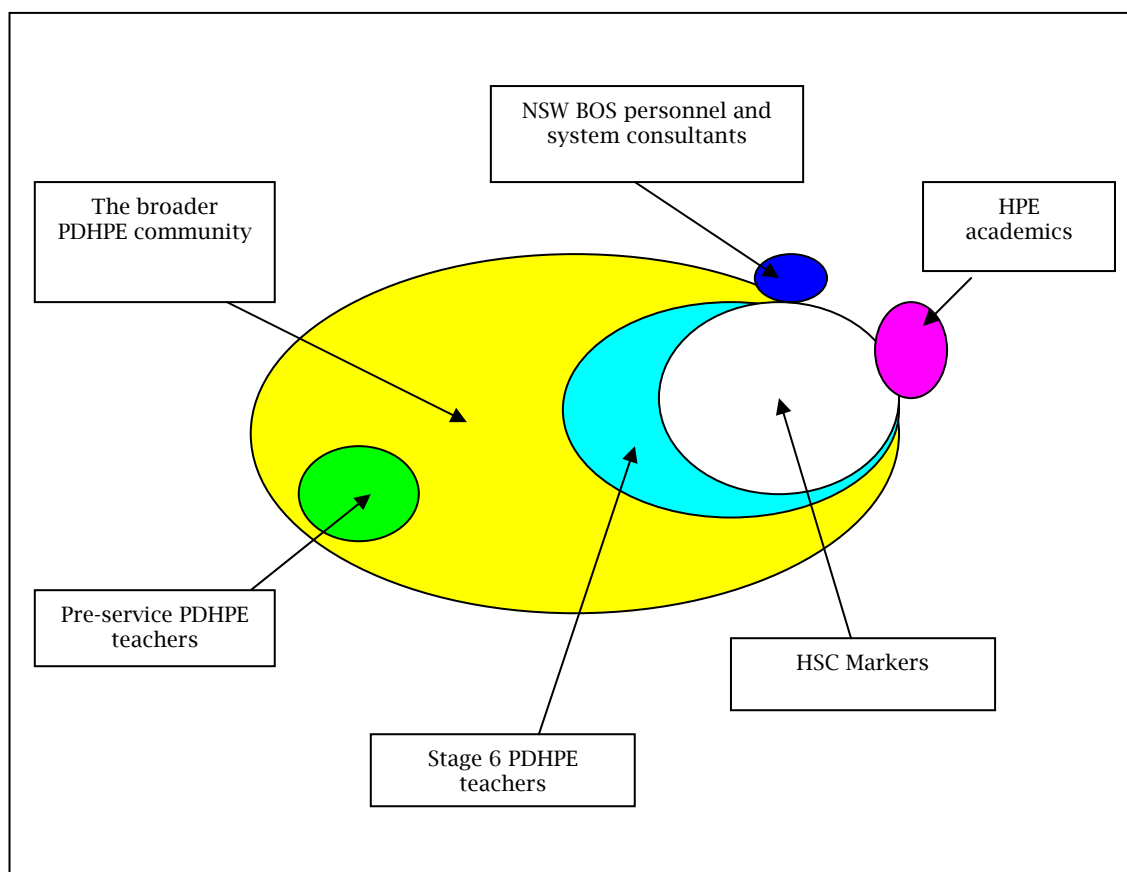 NSW BOS personnel and
system consultants
The broader
PDHPE community
HPE
academics
Pre-service PDHPE
teachers
HSC Markers
Stage 6 PDHPE
teachers